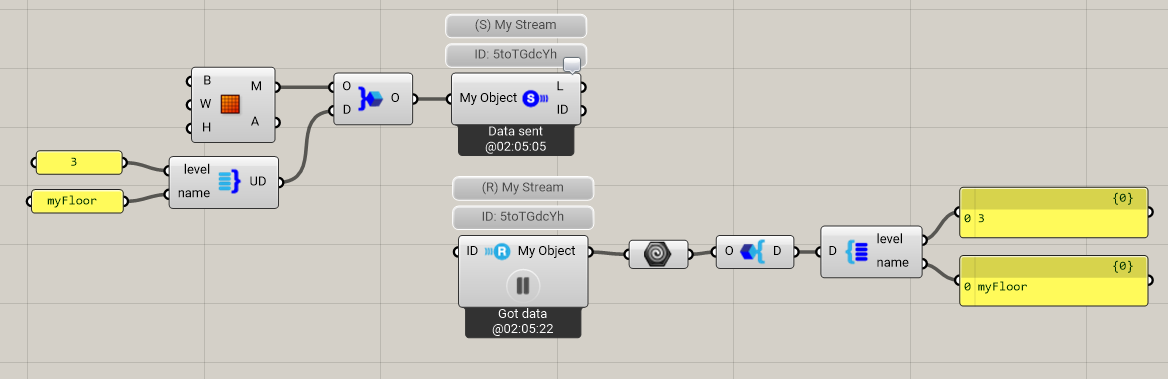 (S) My Stream
ID: 5toTGdcYh
B
W
H
M
A
O
D
O
My Object
S
L
ID
Data sent
@02:05:05
3
myFloor
level
name
UD
(R) My Stream
ID: 5toTGdcYh
ID
R
My Object
Got data
@02:05:22
O
D
D
level
name
{0}
0 3
{0}
0 myFloor